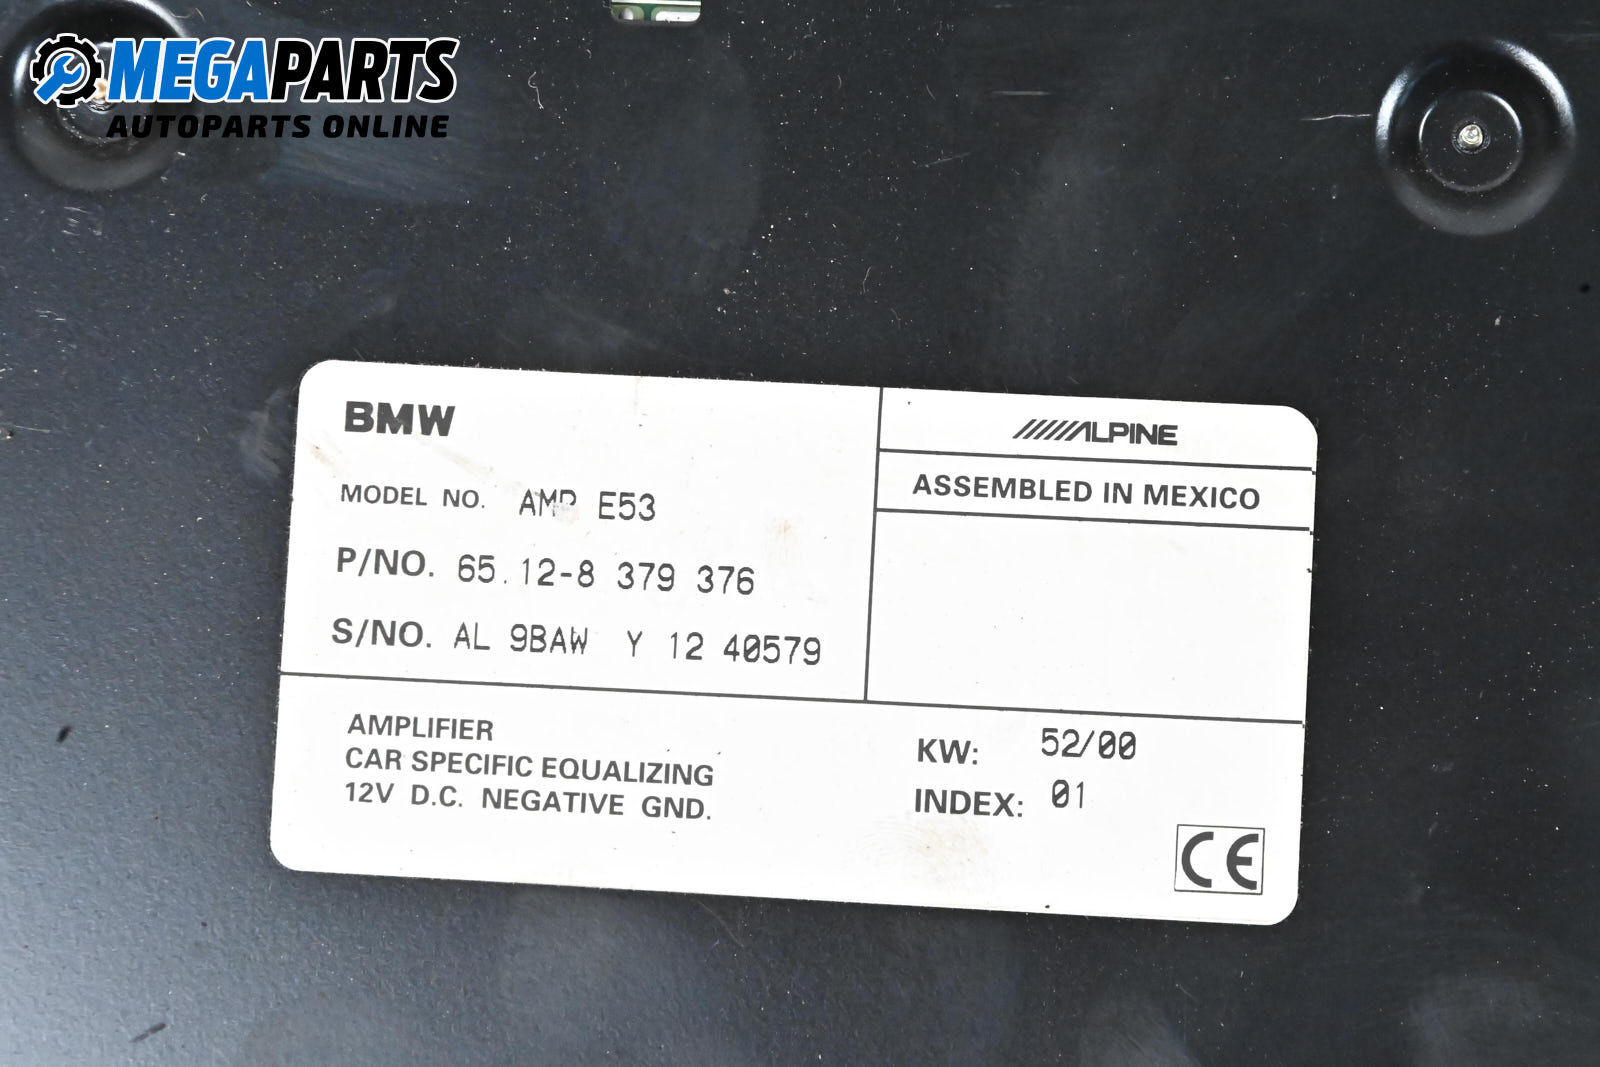 MEGAPARTS
AUTOPARTS ONLINE
BMW
MODEL NO. AMP E53
P/NO. 65.12-8 379 376
S/NO. AL 9BAW Y 12 40579
ALPINE
ASSEMBLED IN MEXICO
AMPLIFIER
CAR SPECIFIC EQUALIZING
12V D.C. NEGATIVE GND.
KW: 52/00
INDEX: 01
CE